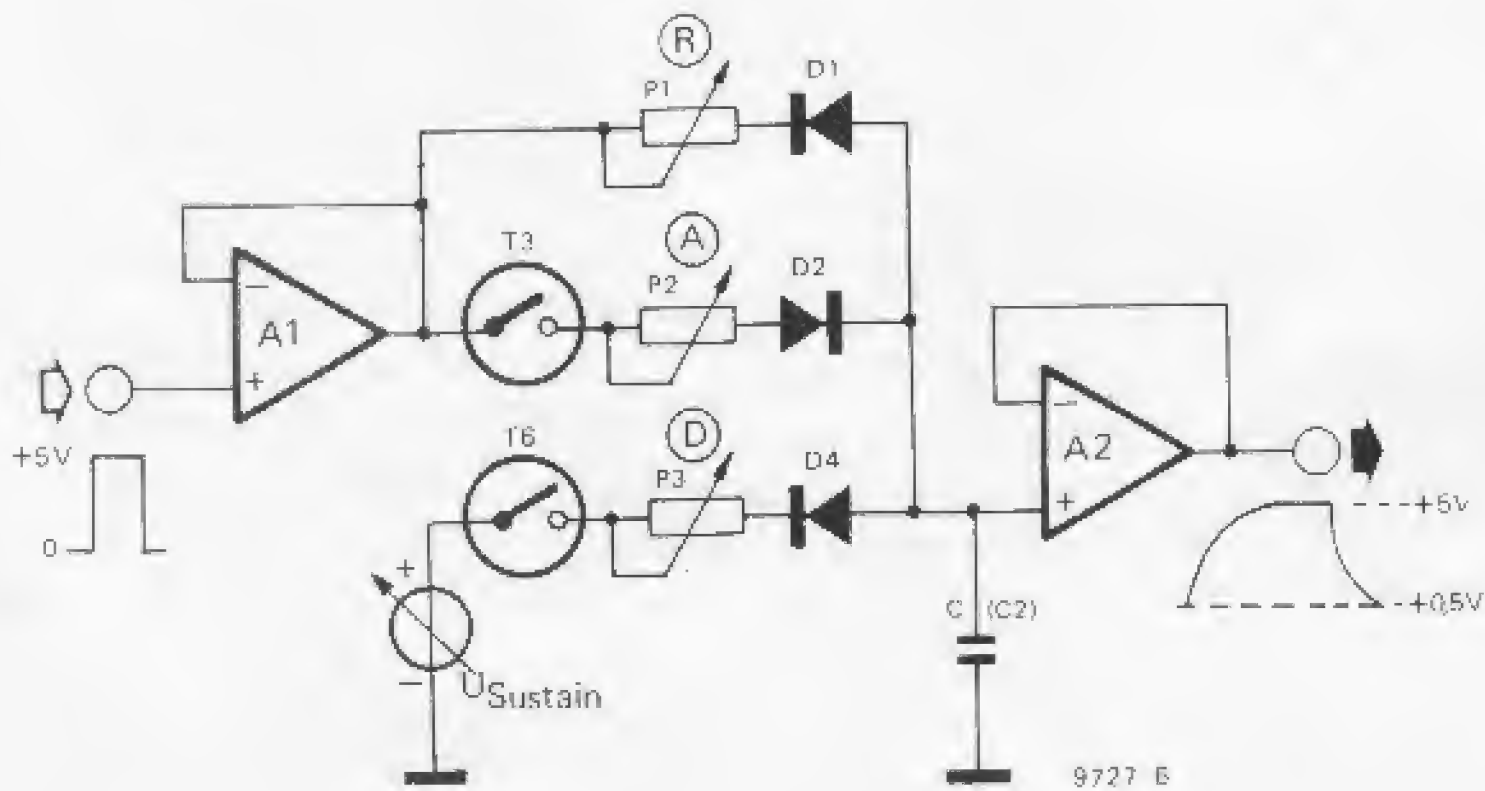 R
P1
D1
T3
A
P2
D2
A1
−
+
+5V
0
T6
D
P3
D4
A2
−
+
+5V
+0,5V
C (C2)
+
−
USustain
9727 B